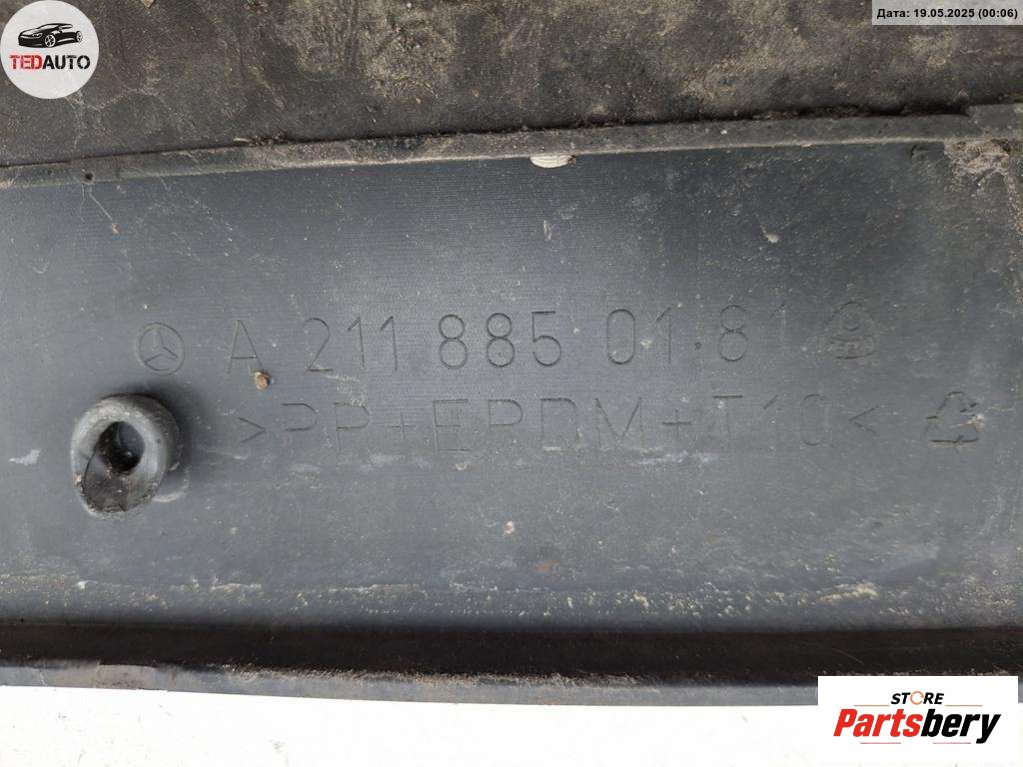 TEDAUTO
Дата: 19.05.2025 (00:06)
A 211 885 01 81
>PP+EPDM+T10<
STORE
Partsbery